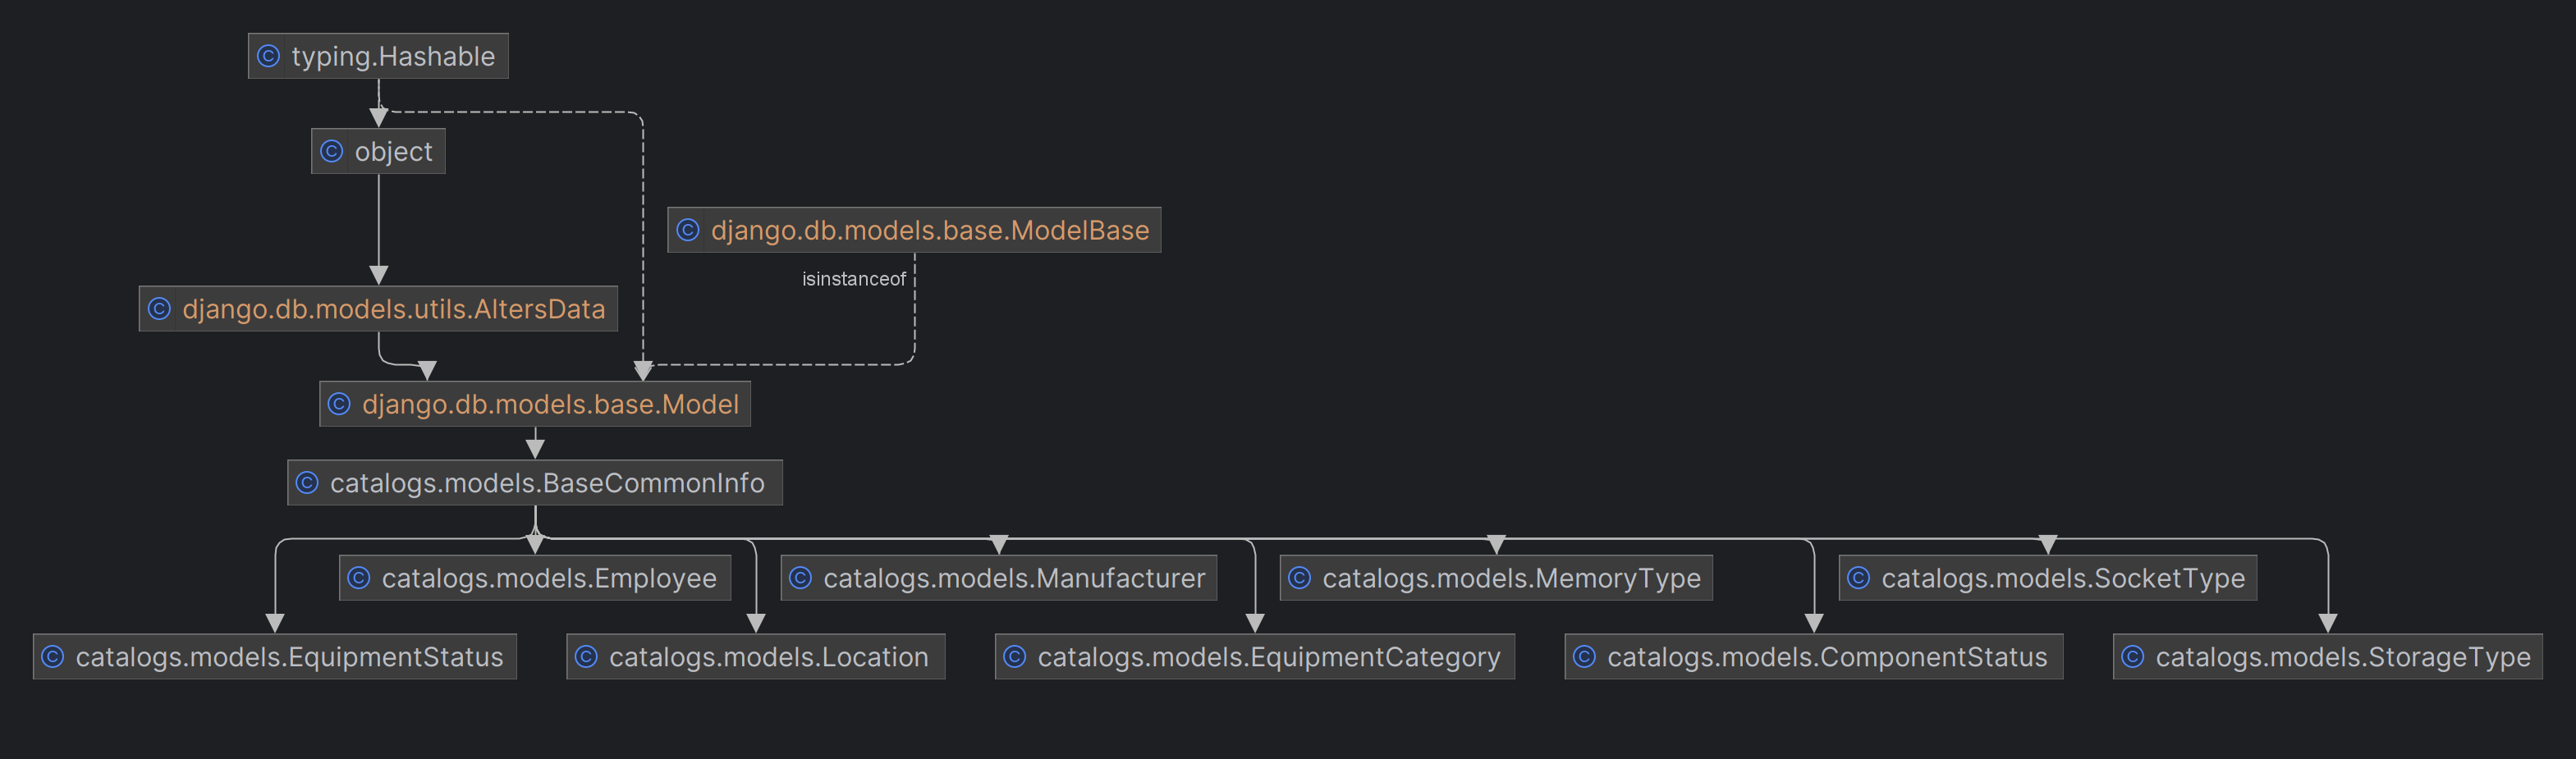 typing.Hashable
object
django.db.models.base.ModelBase
isinstanceof
django.db.models.utils.AltersData
django.db.models.base.Model
catalogs.models.BaseCommonInfo
catalogs.models.Employee
catalogs.models.Manufacturer
catalogs.models.MemoryType
catalogs.models.SocketType
catalogs.models.EquipmentStatus
catalogs.models.Location
catalogs.models.EquipmentCategory
catalogs.models.ComponentStatus
catalogs.models.StorageType